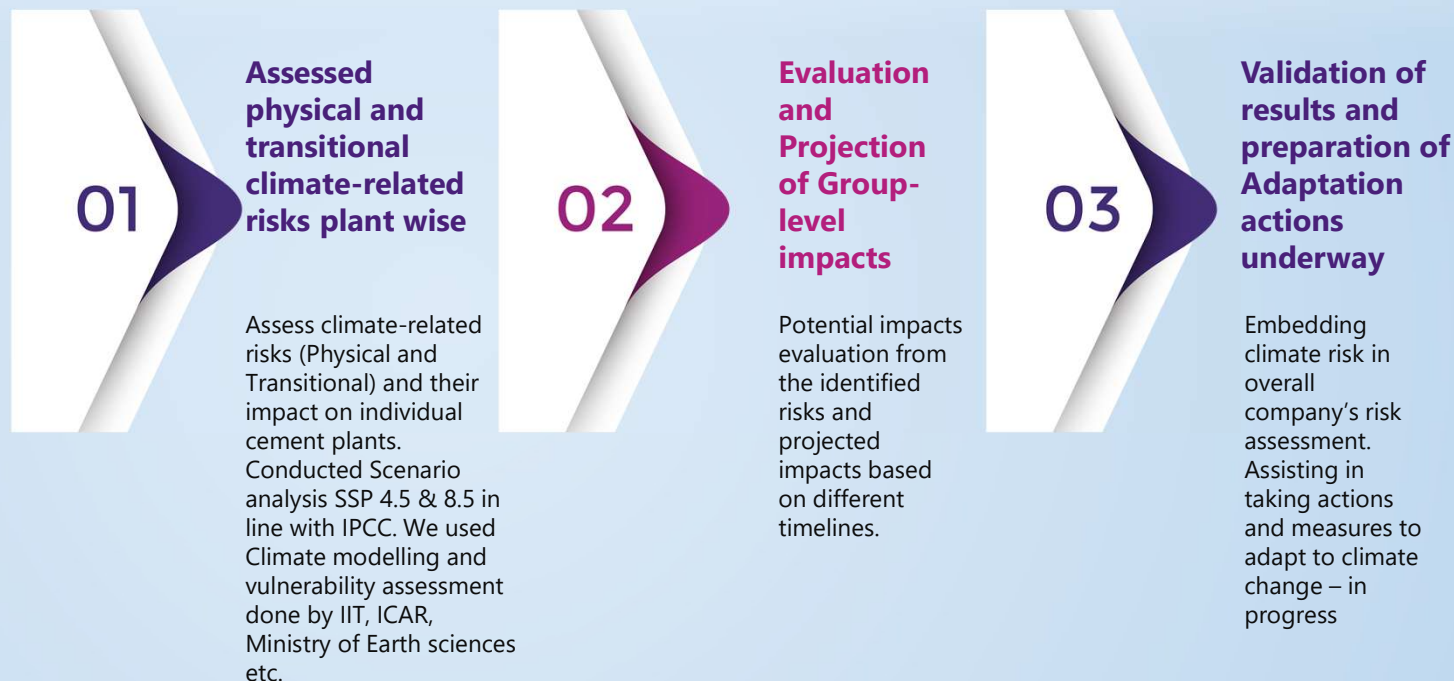 01
Assessed
physical and
transitional
climate-related
risks plant wise
Assess climate-related
risks (Physical and
Transitional) and their
impact on individual
cement plants.
Conducted Scenario
analysis SSP 4.5 & 8.5 in
line with IPCC. We used
Climate modelling and
vulnerability assessment
done by IIT, ICAR,
Ministry of Earth sciences
etc.
02
Evaluation
and
Projection
of Group-
level
impacts
Potential impacts
evaluation from
the identified
risks and
projected
impacts based
on different
timelines.
03
Validation of
results and
preparation of
Adaptation
actions
underway
Embedding
climate risk in
overall
company’s risk
assessment.
Assisting in
taking actions
and measures to
adapt to climate
change – in
progress